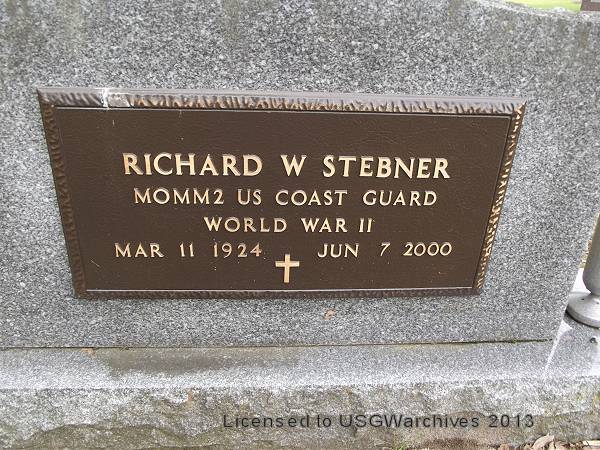 RICHARD W STEBNER
MOMM2 US COAST GUARD
WORLD WAR II
MAR 11 1924 JUN 7 2000
Licensed to USGWarchives 2013